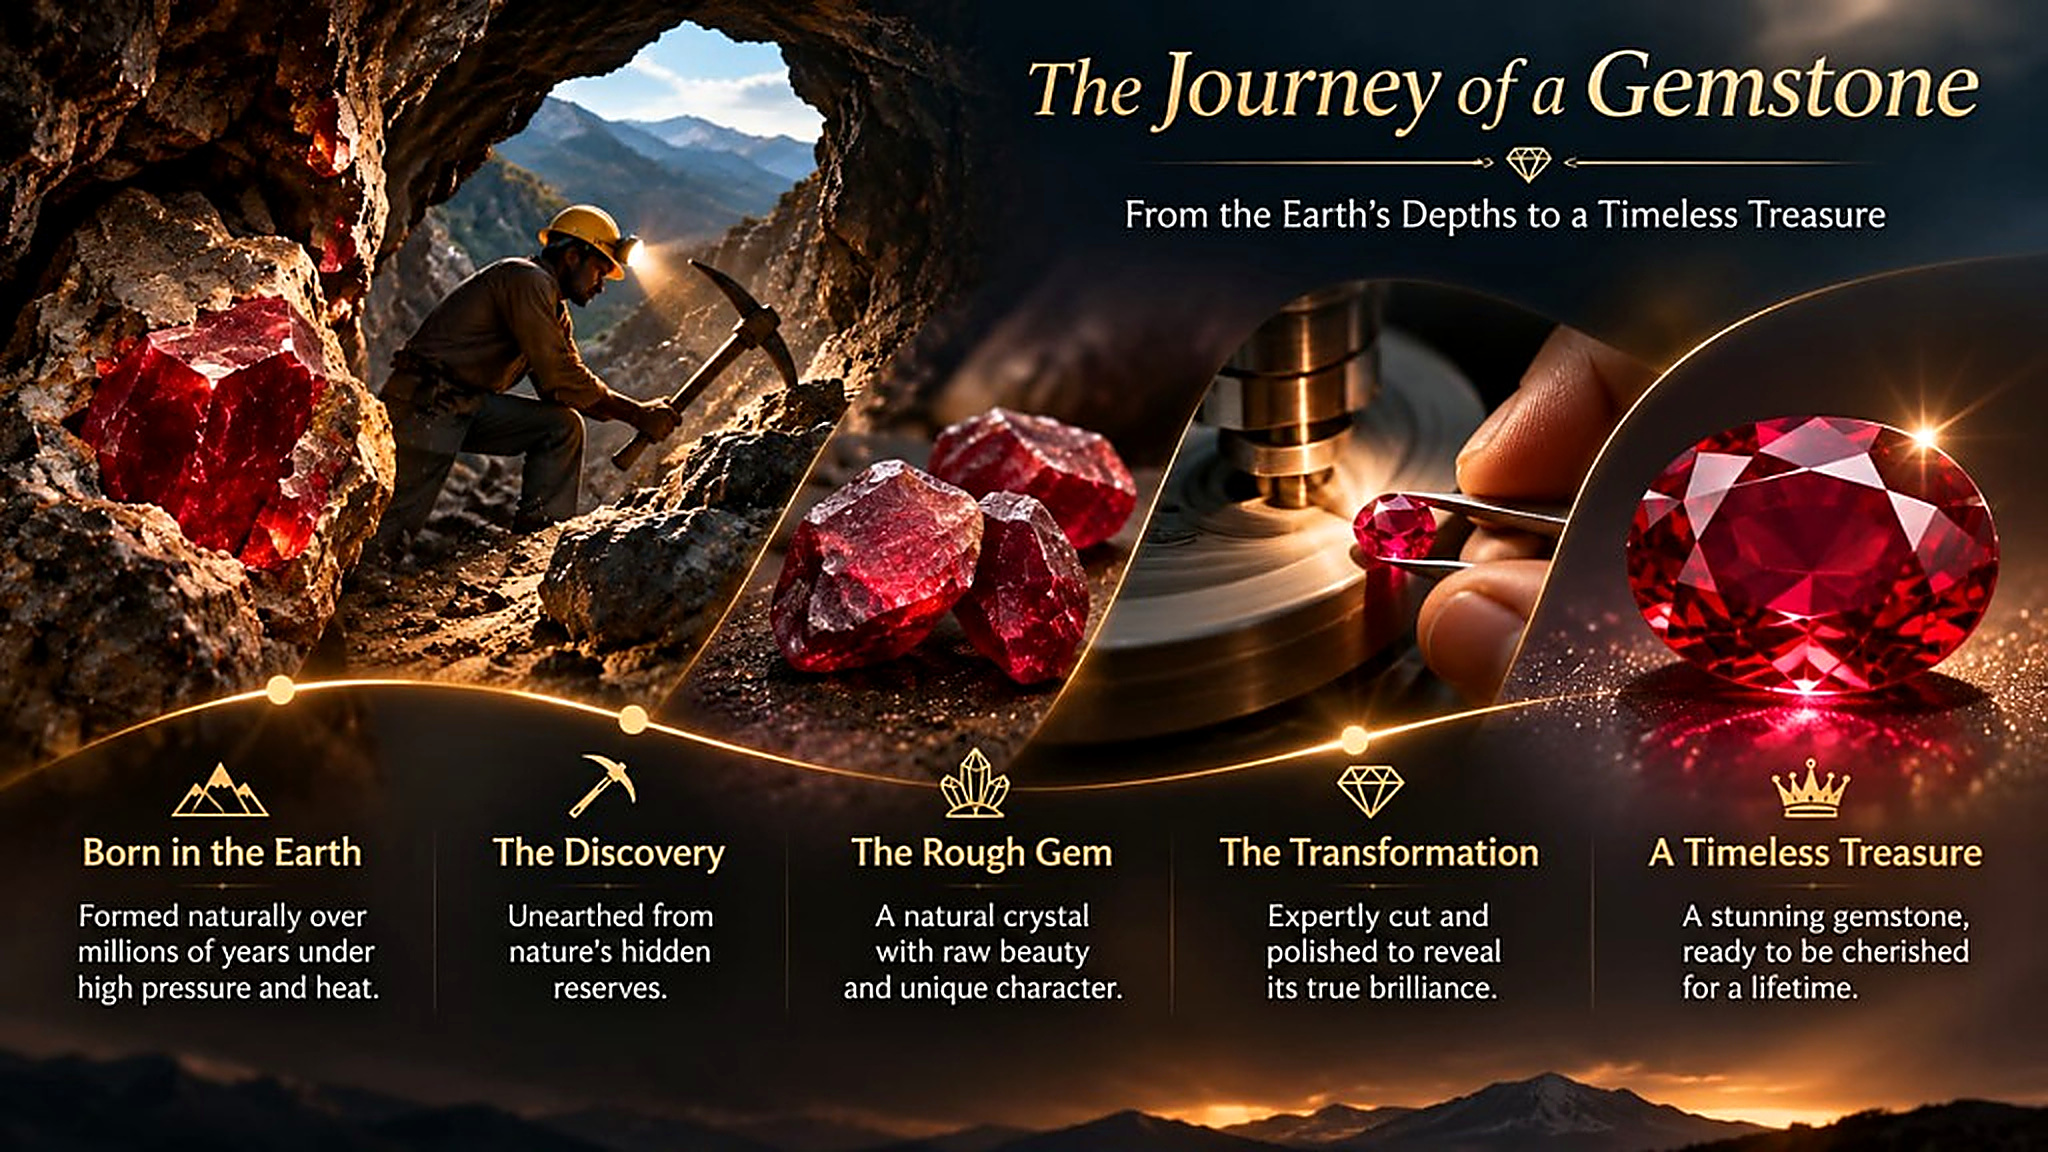 The Journey of a Gemstone
From the Earth's Depths to a Timeless Treasure
Born in the Earth
Formed naturally over
millions of years under
high pressure and heat.
The Discovery
Unearthed from
nature's hidden
reserves.
The Rough Gem
A natural crystal
with raw beauty
and unique character.
The Transformation
Expertly cut and
polished to reveal
its true brilliance.
A Timeless Treasure
A stunning gemstone,
ready to be cherished
for a lifetime.